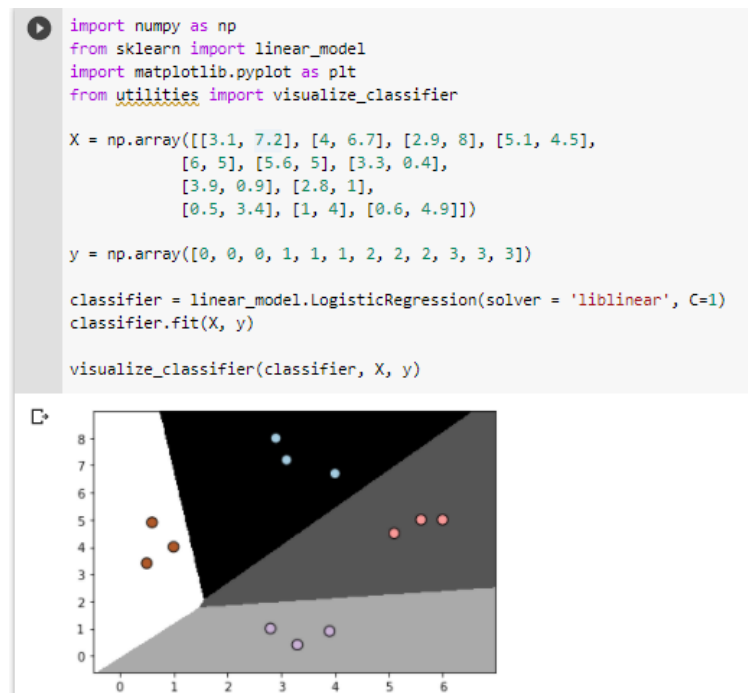 import numpy as np
from sklearn import linear_model
import matplotlib.pyplot as plt
from utilities import visualize_classifier

X = np.array([[3.1, 7.2], [4, 6.7], [2.9, 8], [5.1, 4.5],
              [6, 5], [5.6, 5], [3.3, 0.4],
              [3.9, 0.9], [2.8, 1],
              [0.5, 3.4], [1, 4], [0.6, 4.9]])

y = np.array([0, 0, 0, 1, 1, 1, 2, 2, 2, 3, 3, 3])

classifier = linear_model.LogisticRegression(solver = 'liblinear', C=1)
classifier.fit(X, y)

visualize_classifier(classifier, X, y)
8
7
6
5
4
3
2
1
0
0 1 2 3 4 5 6